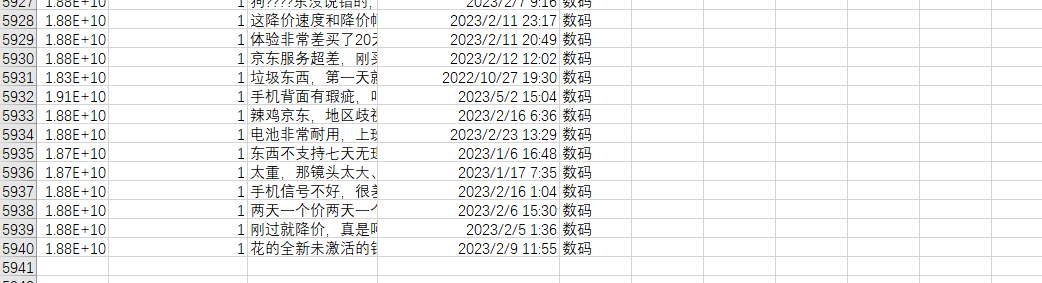 5927 1.88E+10 1 狗????东没说错的, 2023/2/7 9:16 数码
5928 1.88E+10 1 这降价速度和降价 2023/2/11 23:17 数码
5929 1.88E+10 1 体验非常差买了20 2023/2/11 20:49 数码
5930 1.88E+10 1 京东服务超差，刚 2023/2/12 12:02 数码
5931 1.83E+10 1 垃圾东西，第一天 2022/10/27 19:30 数码
5932 1.91E+10 1 手机背面有瑕疵， 2023/5/2 15:04 数码
5933 1.88E+10 1 辣鸡京东，地区歧 2023/2/16 6:36 数码
5934 1.88E+10 1 电池非常耐用，上 2023/2/23 13:29 数码
5935 1.87E+10 1 东西不支持七天无 2023/1/6 16:48 数码
5936 1.87E+10 1 太重，那镜头太大、 2023/1/17 7:35 数码
5937 1.88E+10 1 手机信号不好，很 2023/2/16 1:04 数码
5938 1.88E+10 1 两天一个价两天一 2023/2/6 15:30 数码
5939 1.88E+10 1 刚过就降价，真是 2023/2/5 1:36 数码
5940 1.88E+10 1 花的全新未激活的 2023/2/9 11:55 数码
5941